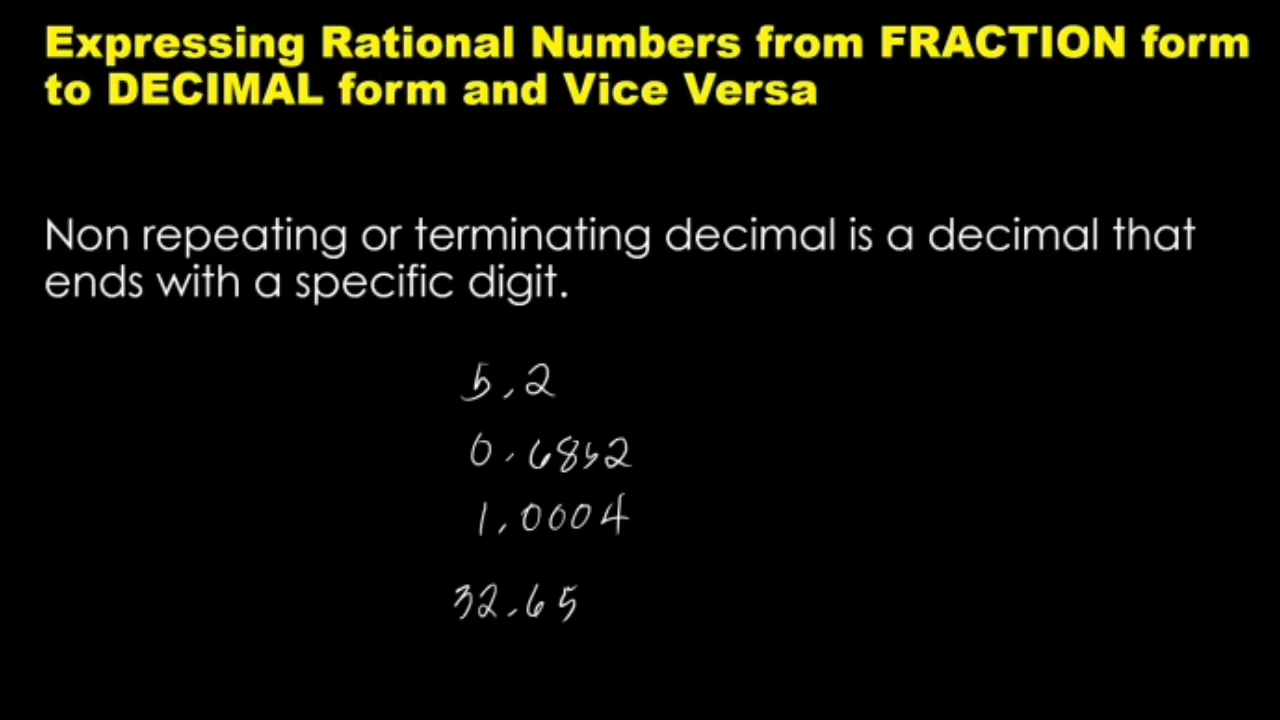 Expressing Rational Numbers from FRACTION form
to DECIMAL form and Vice Versa
Non repeating or terminating decimal is a decimal that
ends with a specific digit.
5.2
0.6852
1.0004
32.65